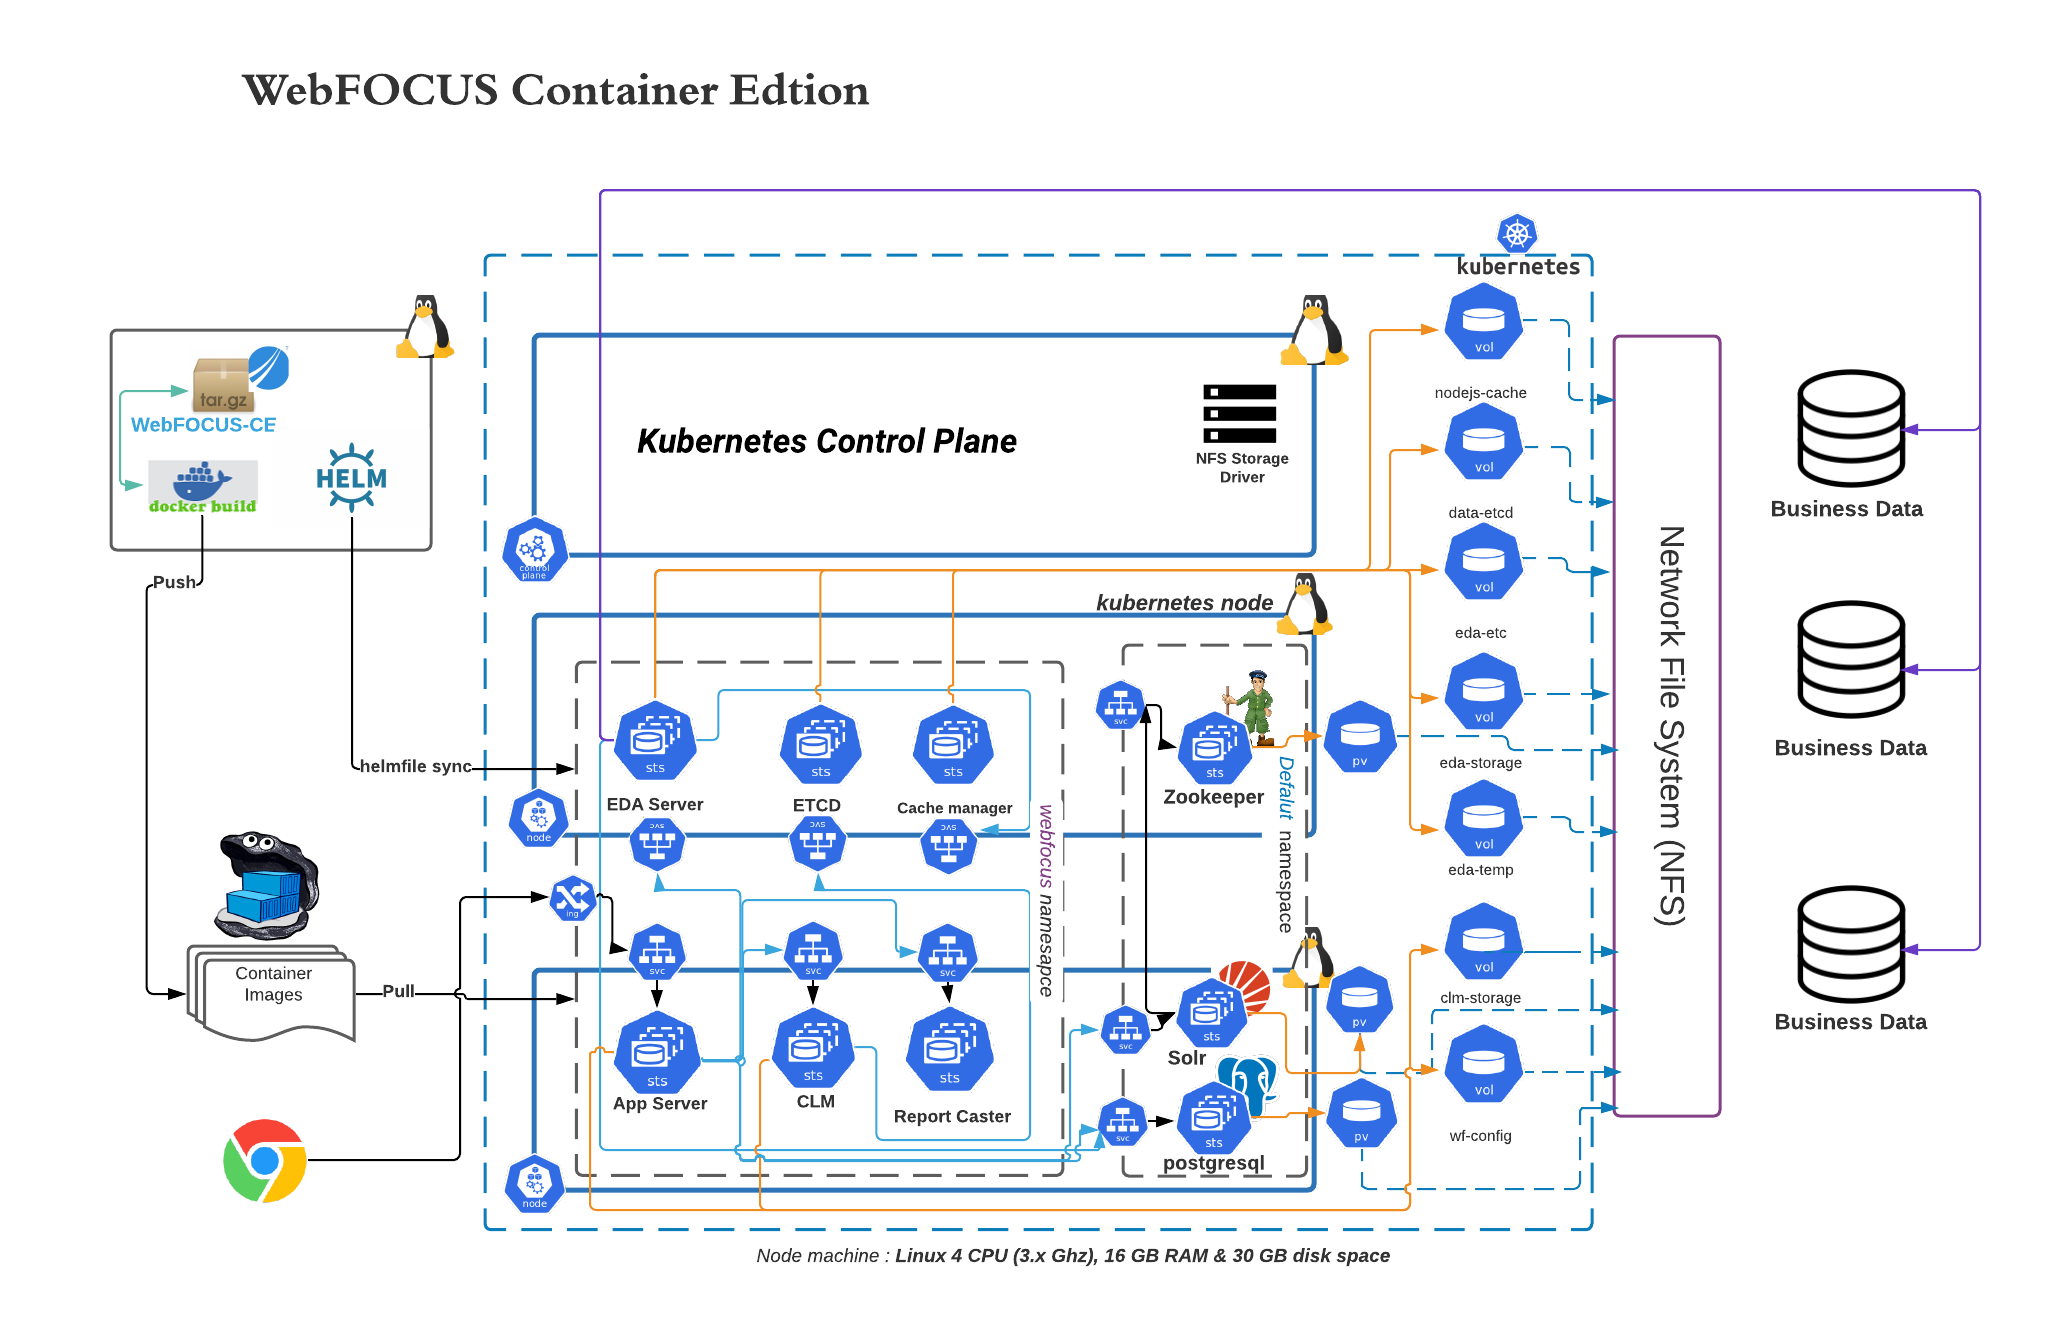 WebFOCUS Container Edtion
kubernetes
tar.gz
WebFOCUS-CE
docker build
HELM
Push
helmfile sync
Container
Images
Pull
Kubernetes Control Plane
NFS Storage
Driver
control
plane
kubernetes node
node
sts
EDA Server
svc
sts
ETCD
svc
sts
Cache manager
svc
webfocus namesapce
ing
svc
svc
svc
sts
App Server
sts
CLM
sts
Report Caster
node
svc
sts
Zookeeper
Defalut namespace
svc
sts
Solr
svc
sts
postgresql
pv
pv
pv
vol
nodejs-cache
vol
data-etcd
vol
eda-etc
vol
eda-storage
vol
eda-temp
vol
clm-storage
vol
wf-config
Network File System (NFS)
Business Data
Business Data
Business Data
Node machine : Linux 4 CPU (3.x Ghz), 16 GB RAM & 30 GB disk space